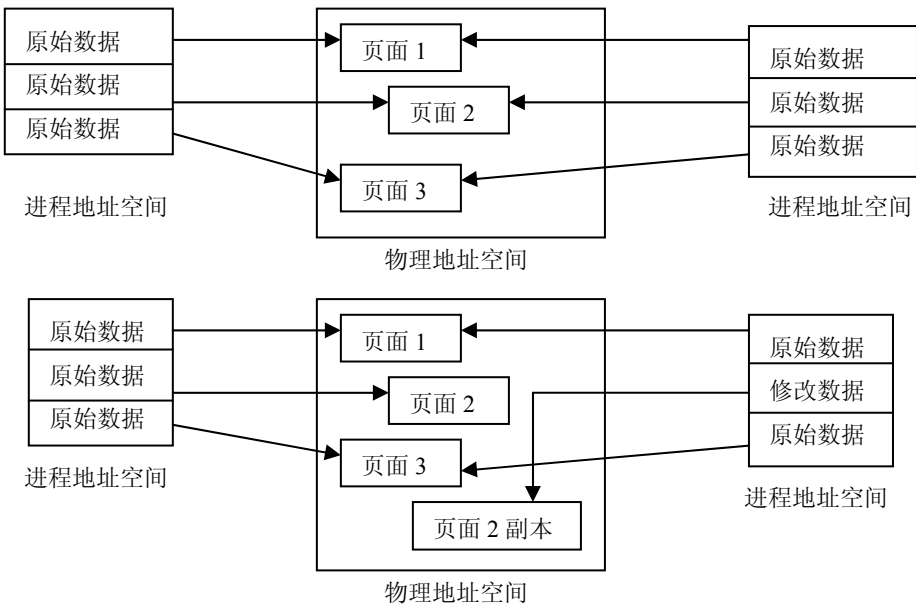 原始数据
原始数据
原始数据
进程地址空间
页面 1
页面 2
页面 3
物理地址空间
原始数据
原始数据
原始数据
进程地址空间
原始数据
原始数据
原始数据
进程地址空间
页面 1
页面 2
页面 3
页面 2 副本
物理地址空间
原始数据
修改数据
原始数据
进程地址空间